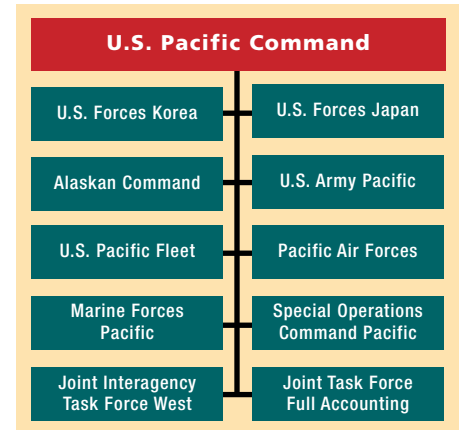 U.S. Pacific Command
U.S. Forces Korea
U.S. Forces Japan
Alaskan Command
U.S. Army Pacific
U.S. Pacific Fleet
Pacific Air Forces
Marine Forces
Pacific
Special Operations
Command Pacific
Joint Interagency
Task Force West
Joint Task Force
Full Accounting